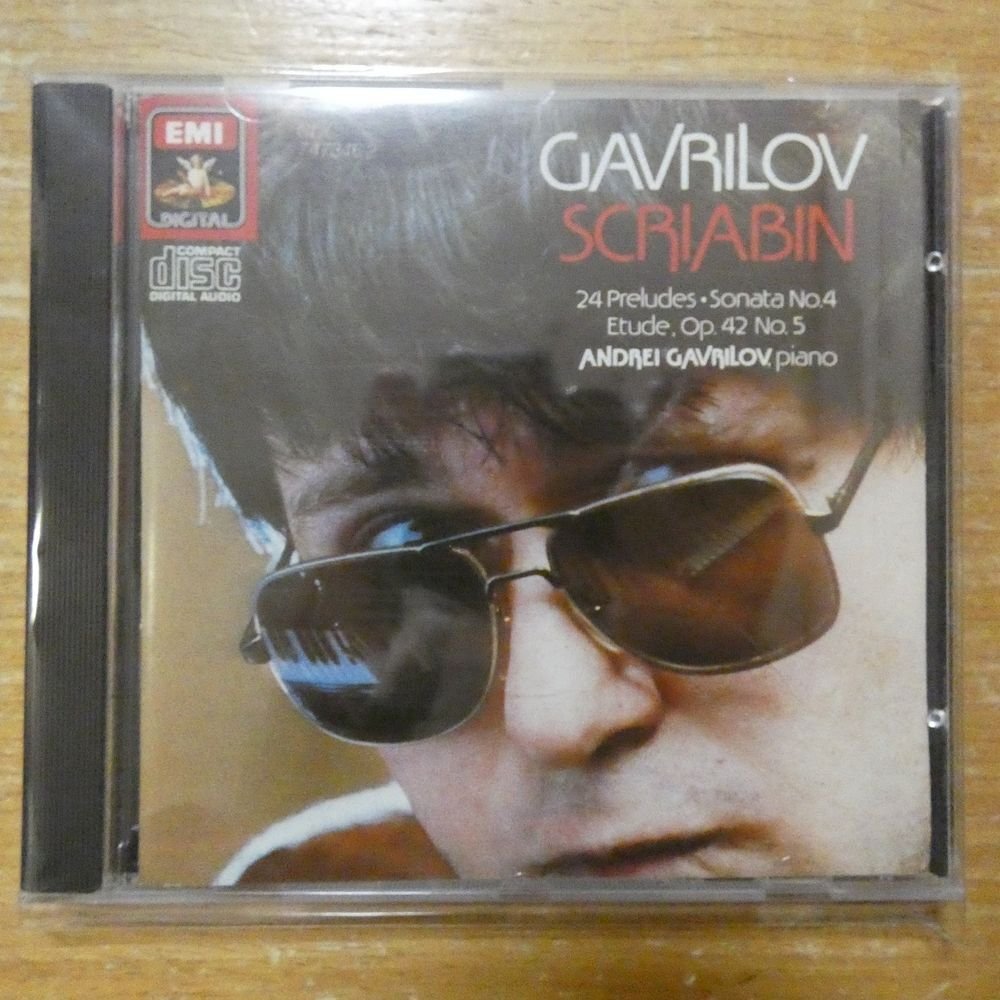 EMI
DIGITAL
COMPACT
disc
DIGITAL AUDIO
GAVRILOV
SCRIABIN
24 Preludes • Sonata No.4
Etude, Op. 42 No. 5
ANDREI GAVRILOV, piano